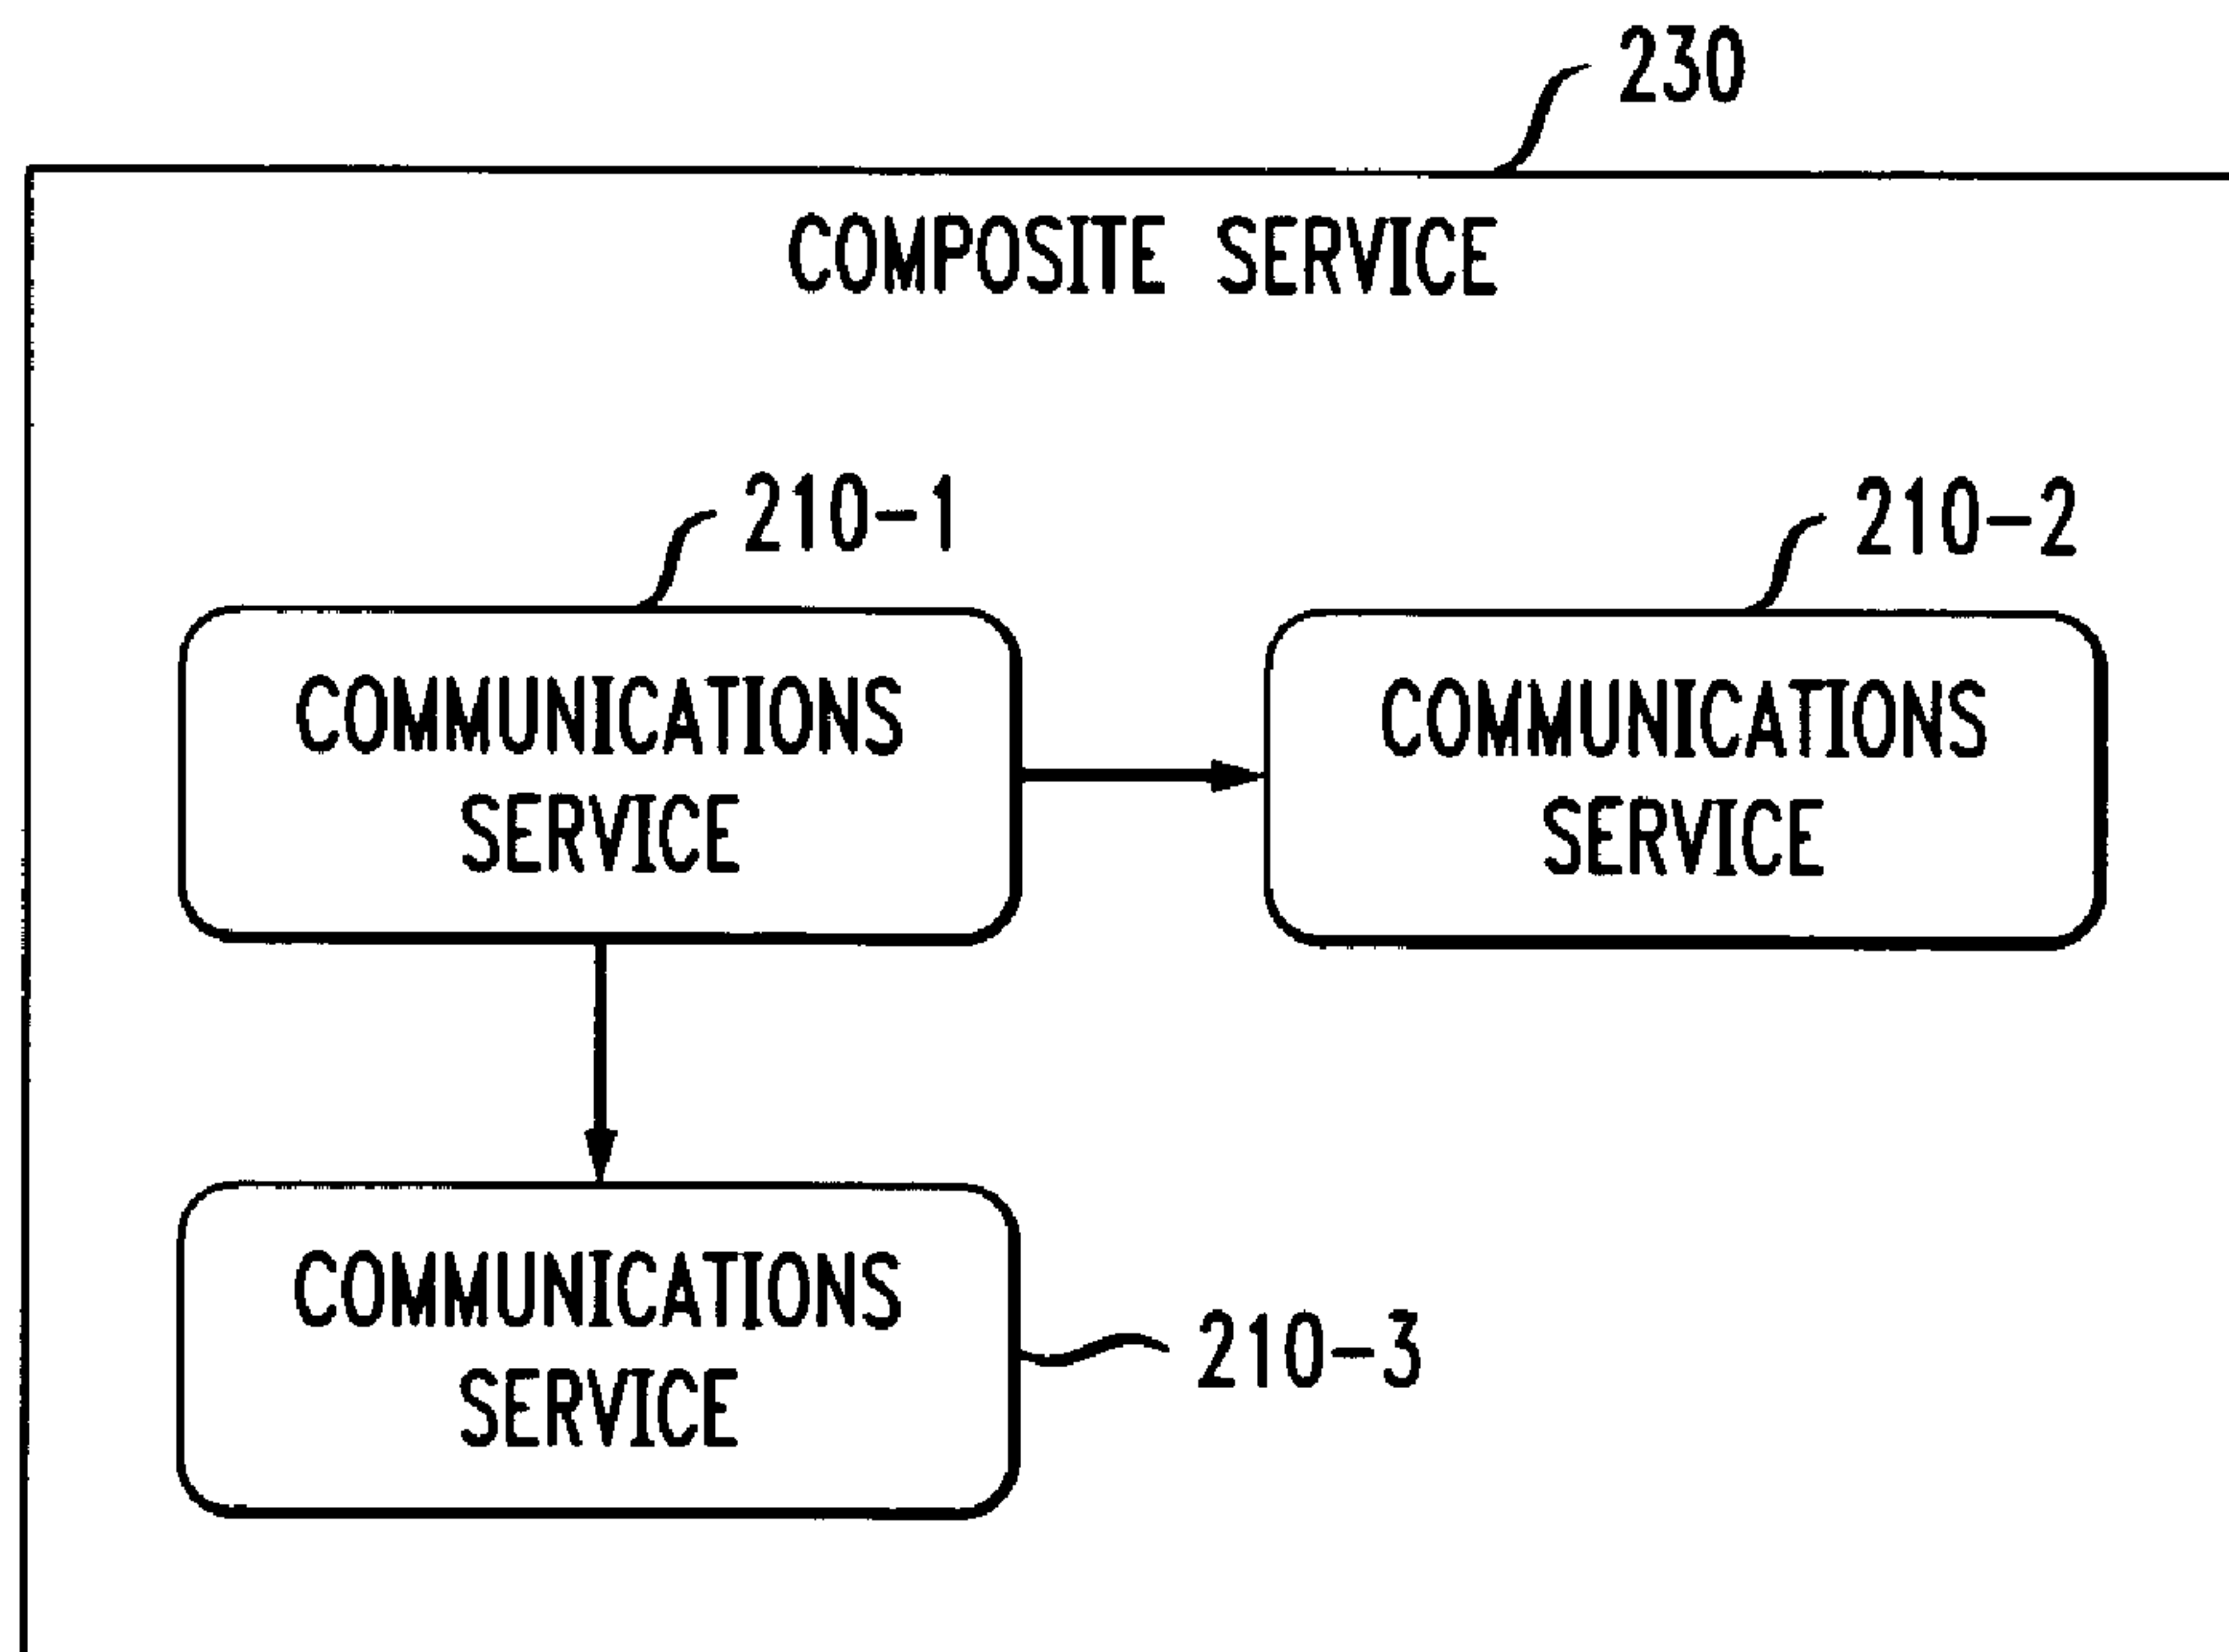 230
COMPOSITE SERVICE
210-1
210-2
COMMUNICATIONS
SERVICE
COMMUNICATIONS
SERVICE
COMMUNICATIONS
SERVICE
210-3